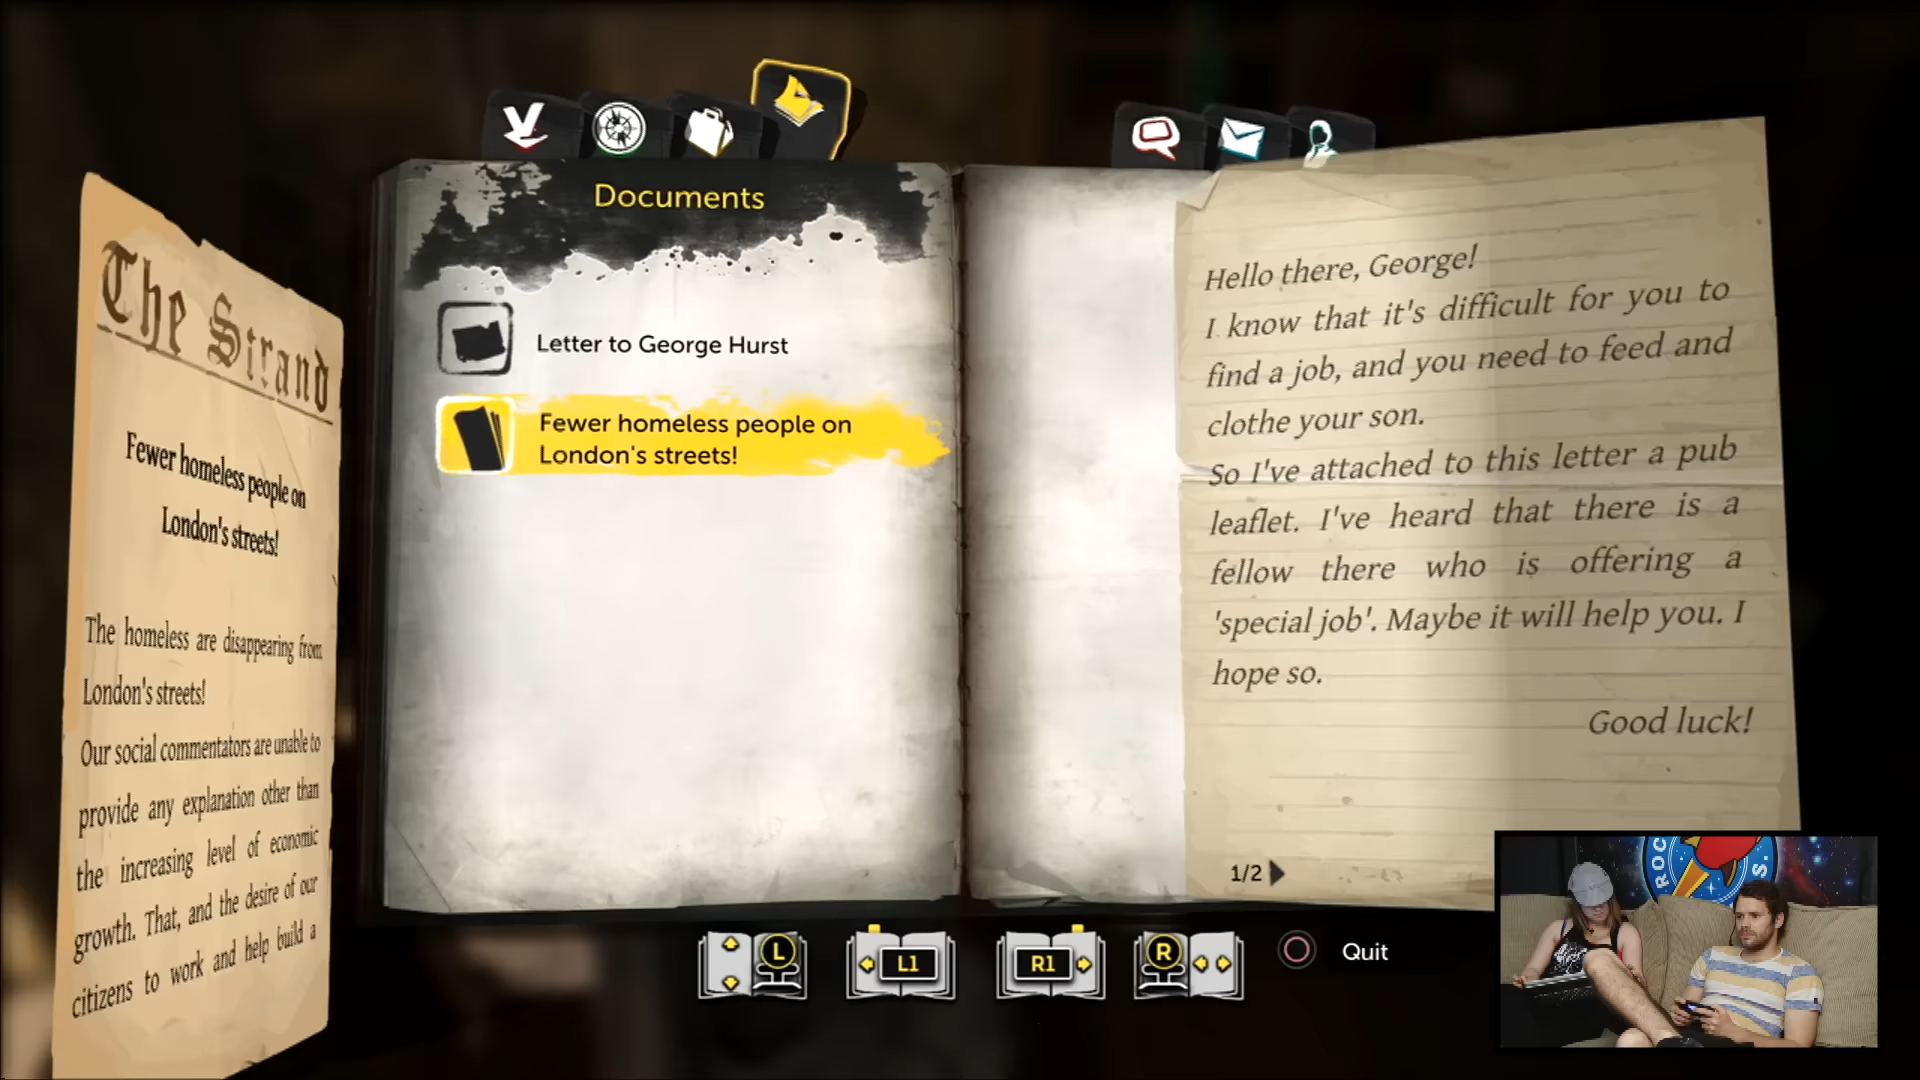 The Strand
Fewer homeless people on
London's streets!
The homeless are disappearing from
London's streets!
Our social commentators are unable to
provide any explanation other than
the increasing level of economic
growth. That, and the desire of our
citizens to work and help build a
Documents
Letter to George Hurst
Fewer homeless people on
London's streets!
Hello there, George!
I know that it's difficult for you to
find a job, and you need to feed and
clothe your son.
So I've attached to this letter a pub
leaflet. I've heard that there is a
fellow there who is offering a
'special job'. Maybe it will help you. I
hope so.
Good luck!
1/2
L
L1
R1
R
Quit
ROC
S.